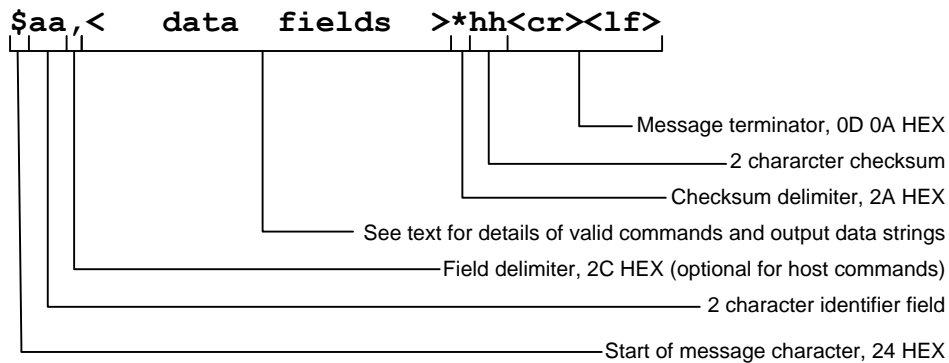 $aa,< data fields >*hh<cr><lf>
Message terminator, 0D 0A HEX
2 chararcter checksum
Checksum delimiter, 2A HEX
See text for details of valid commands and output data strings
Field delimiter, 2C HEX (optional for host commands)
2 character identifier field
Start of message character, 24 HEX